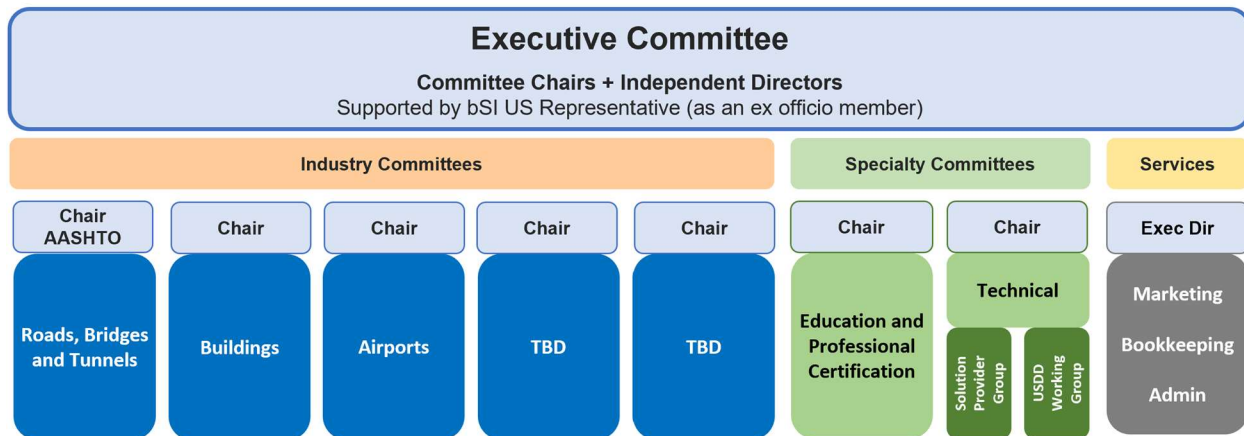 Executive Committee
Committee Chairs + Independent Directors
Supported by bSI US Representative (as an ex officio member)
Industry Committees
Specialty Committees
Services
Chair
AASHTO
Chair
Chair
Chair
Chair
Chair
Chair
Exec Dir
Roads, Bridges
and Tunnels
Buildings
Airports
TBD
TBD
Education and
Professional
Certification
Technical
Solution
Provider
Group
USDD
Working
Group
Marketing
Bookkeeping
Admin